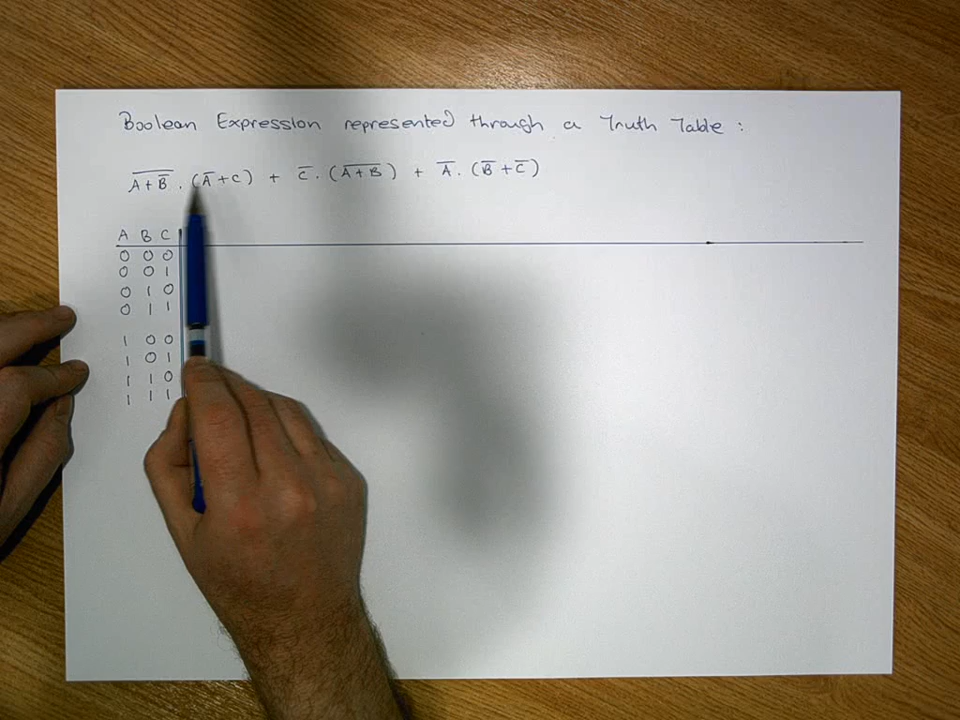 Boolean Expression represented through a Truth Table :
A̅ ̅+̅ ̅B̅̅ . (A̅ + C) + C̅ . (A̅ ̅+̅ ̅B̅) + A̅ . (B̅ + C̅)
A B C
0 0 0
0 0 1
0 1 0
0 1 1
1 0 0
1 0 1
1 1 0
1 1 1